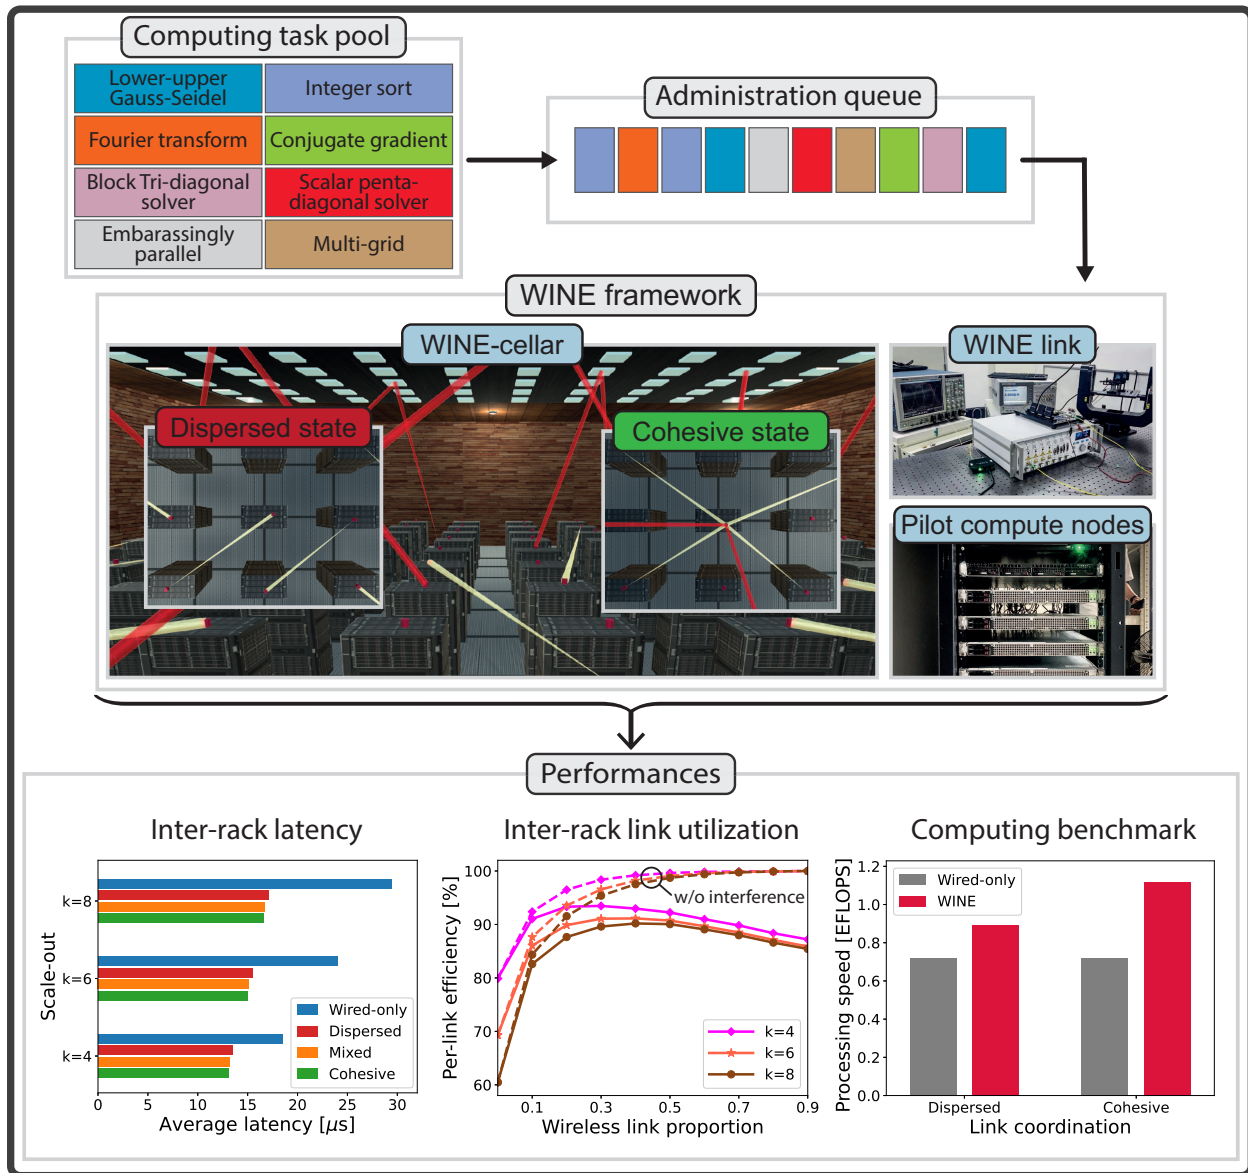 Computing task pool
Lower-upper
Gauss-Seidel
Integer sort
Fourier transform
Conjugate gradient
Block Tri-diagonal
solver
Scalar penta-
diagonal solver
Embarassingly
parallel
Multi-grid
Administration queue
WINE framework
WINE-cellar
Dispersed state
Cohesive state
WINE link
Pilot compute nodes
Performances
Inter-rack latency
Scale-out
k=8
k=6
k=4
Wired-only
Dispersed
Mixed
Cohesive
0 5 10 15 20 25 30
Average latency [μs]
Inter-rack link utilization
Per-link efficiency [%]
100
90
80
70
60
w/o interference
k=4
k=6
k=8
0.1 0.3 0.5 0.7 0.9
Wireless link proportion
Computing benchmark
Processing speed [EFLOPS]
1.2
1.0
0.8
0.6
0.4
0.2
0.0
Wired-only
WINE
Dispersed Cohesive
Link coordination